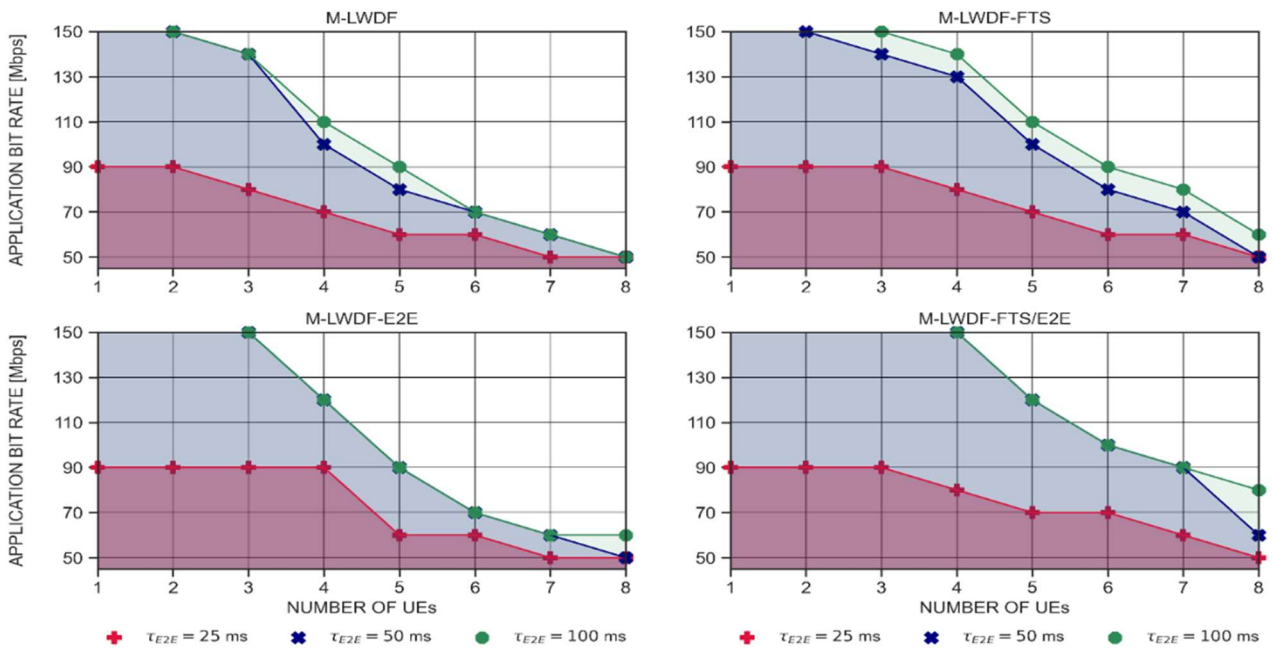 M-LWDF
APPLICATION BIT RATE [Mbps]
150
130
110
90
70
50
1 2 3 4 5 6 7 8
M-LWDF-FTS
150
130
110
90
70
50
1 2 3 4 5 6 7 8
M-LWDF-E2E
APPLICATION BIT RATE [Mbps]
150
130
110
90
70
50
1 2 3 4 5 6 7 8
NUMBER OF UEs
τE2E = 25 ms τE2E = 50 ms τE2E = 100 ms
M-LWDF-FTS/E2E
150
130
110
90
70
50
1 2 3 4 5 6 7 8
NUMBER OF UEs
τE2E = 25 ms τE2E = 50 ms τE2E = 100 ms